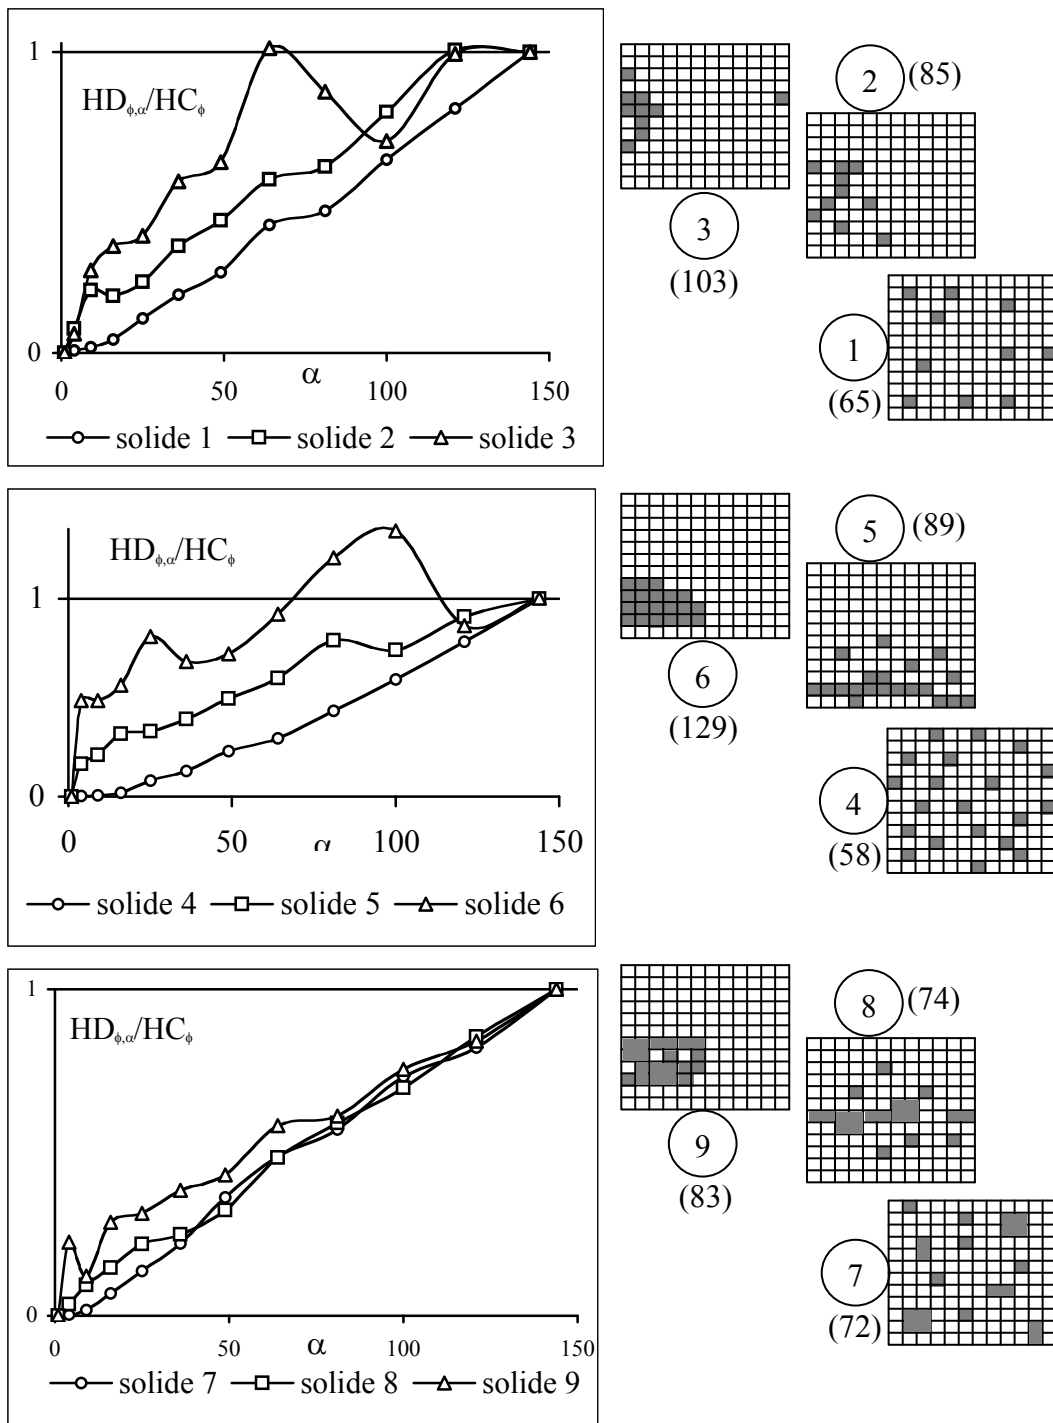 1
HDϕ,α/HCϕ
0
0 50 α 100 150
solide 1 solide 2 solide 3
3
(103)
2 (85)
1
(65)
HDϕ,α/HCϕ
1
0
0 50 α 100 150
solide 4 solide 5 solide 6
6
(129)
5 (89)
4
(58)
1
HDϕ,α/HCϕ
0
0 50 α 100 150
solide 7 solide 8 solide 9
9
(83)
8 (74)
7
(72)